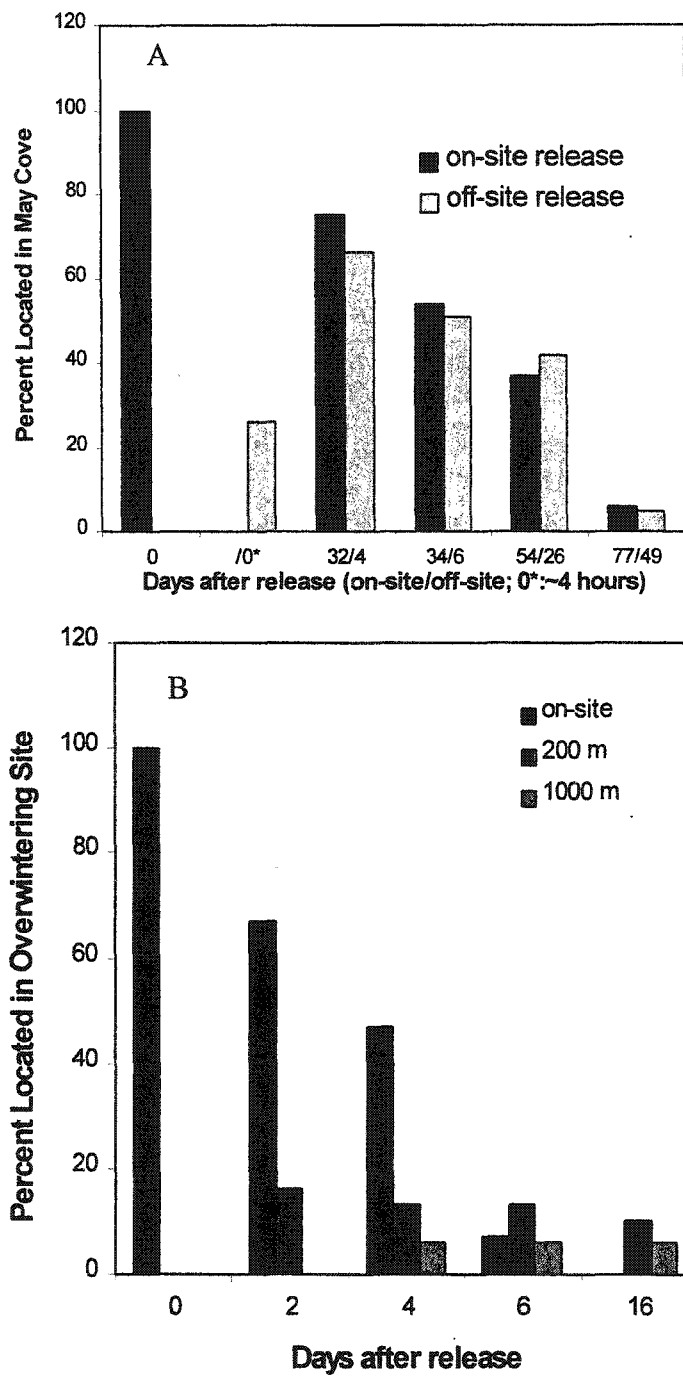 120
A
100
80
60
40
20
0
Percent Located in May Cove
on-site release
off-site release
0 /0* 32/4 34/6 54/26 77/49
Days after release (on-site/off-site; 0*:~4 hours)
120
B
100
80
60
40
20
0
Percent Located in Overwintering Site
on-site
200 m
1000 m
0 2 4 6 16
Days after release